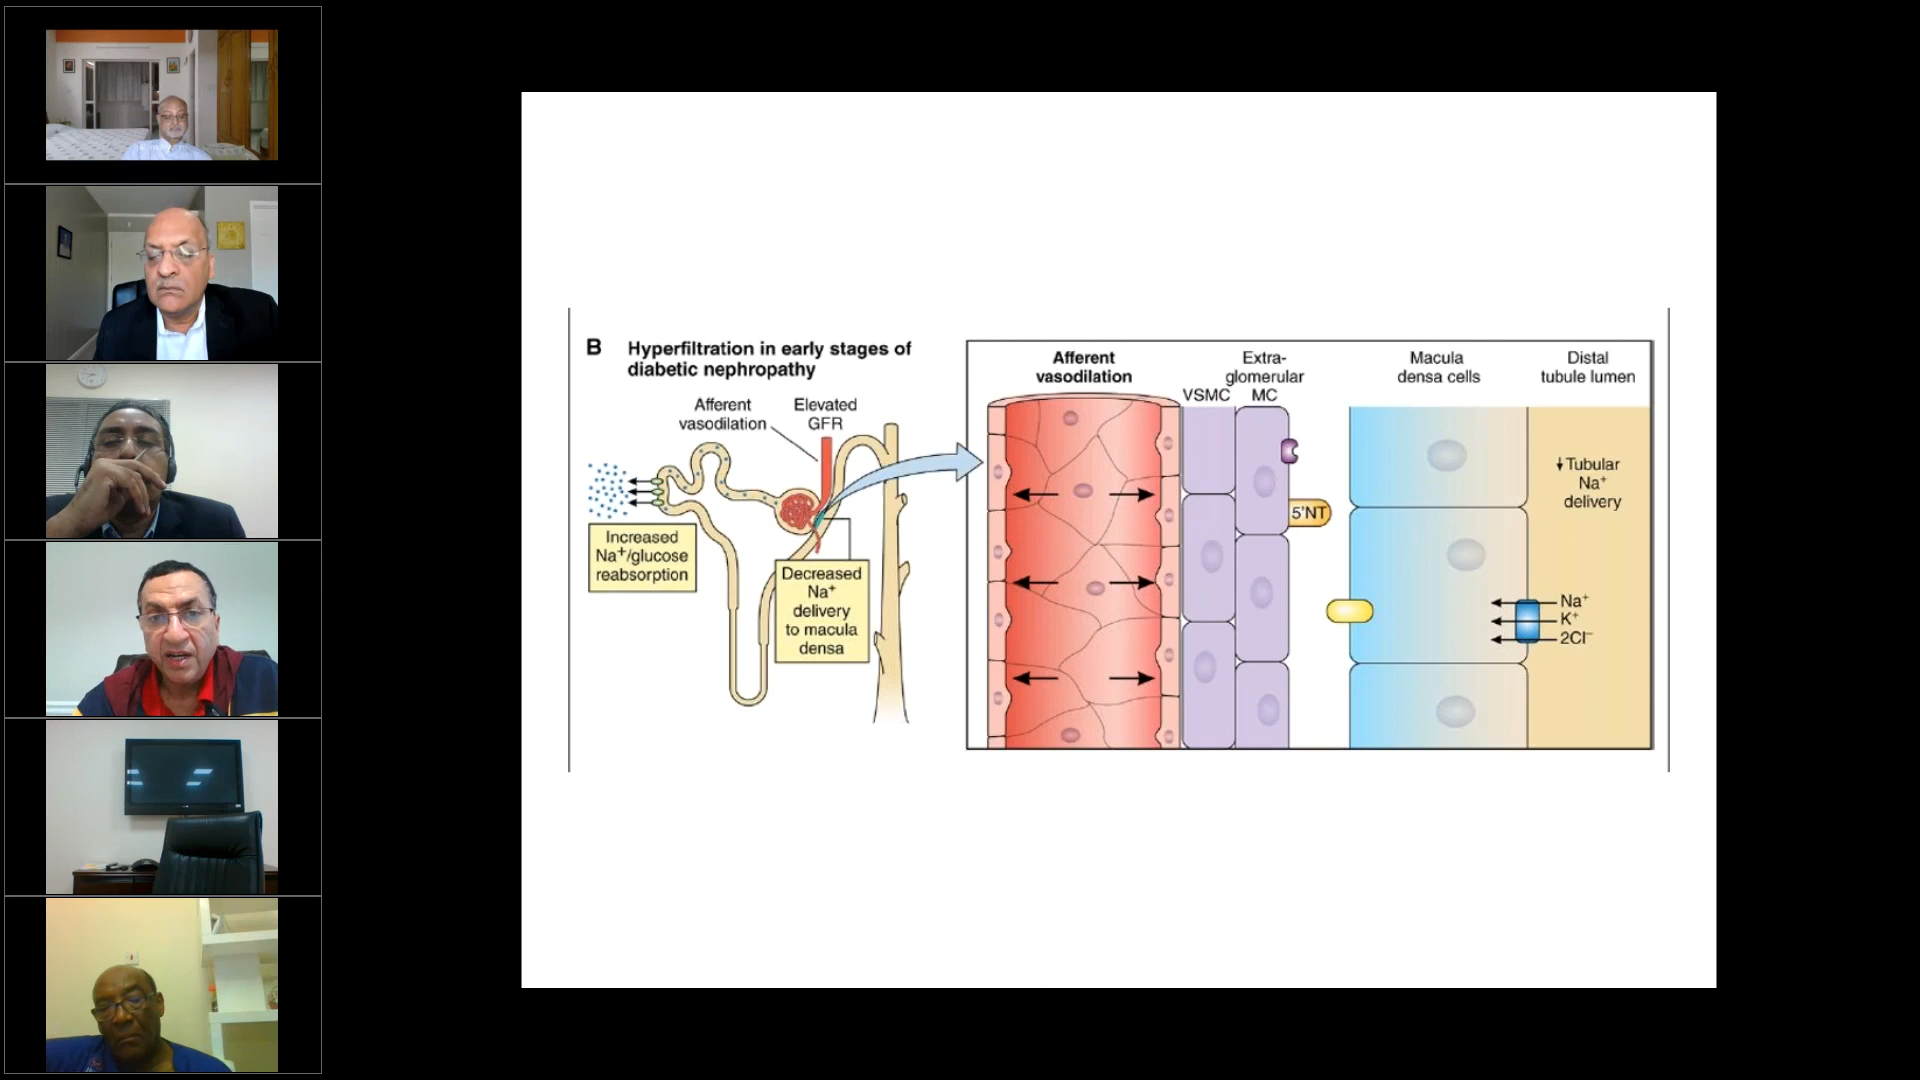 B
Hyperfiltration in early stages of
diabetic nephropathy
Afferent
vasodilation
Elevated
GFR
Increased
Na⁺/glucose
reabsorption
Decreased
Na⁺
delivery
to macula
densa
Afferent
vasodilation
VSMC
Extra-
glomerular
MC
Macula
densa cells
Distal
tubule lumen
5'NT
↓Tubular
Na⁺
delivery
Na⁺
K⁺
2Cl⁻